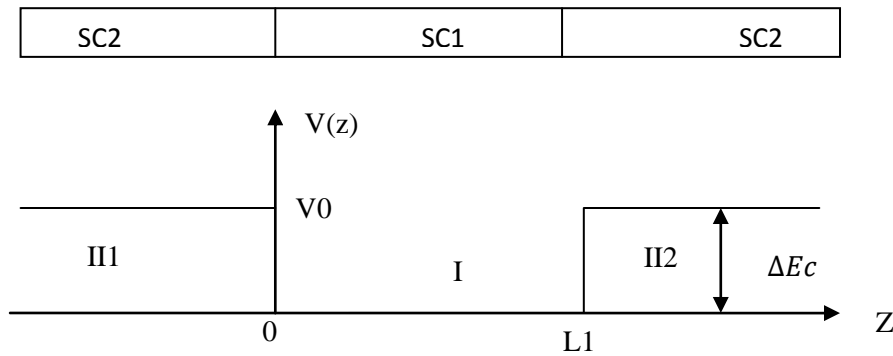 SC2 SC1 SC2
V(z)
V0
II1 I II2 ΔEc
0 L1 Z